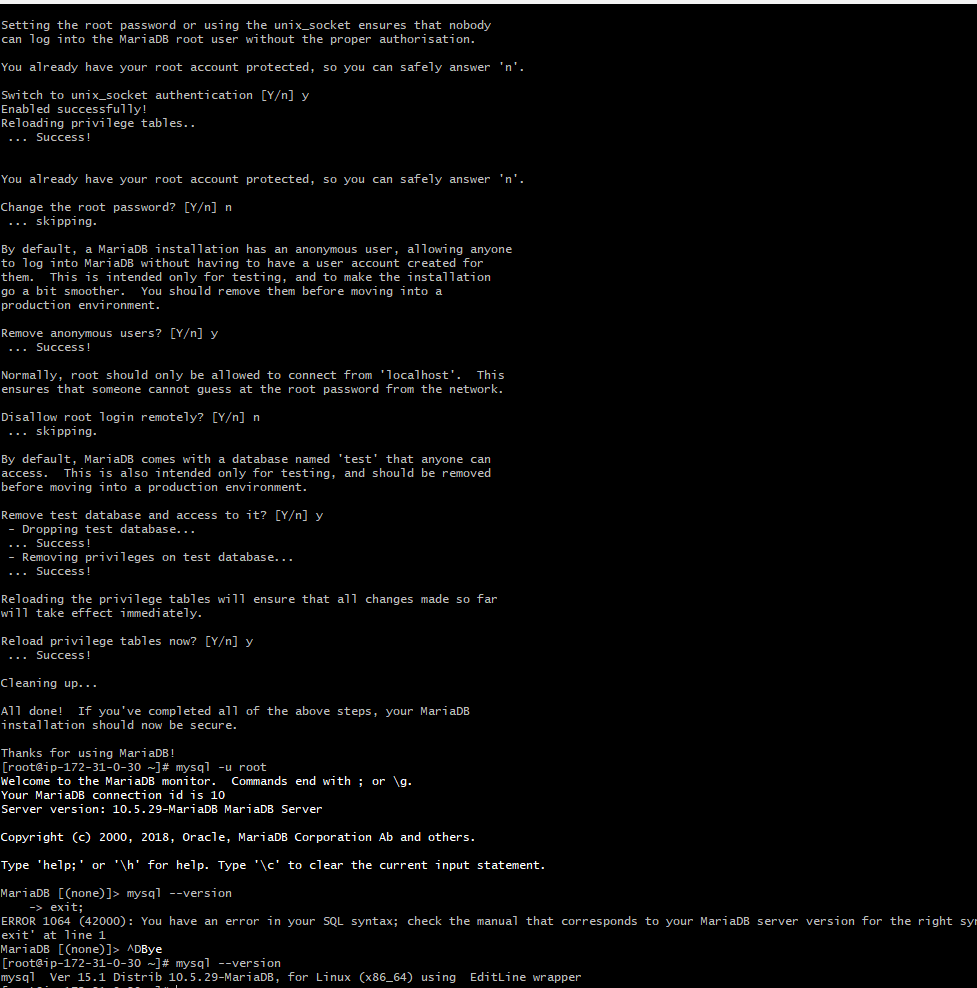 Setting the root password or using the unix_socket ensures that nobody
can log into the MariaDB root user without the proper authorisation.
You already have your root account protected, so you can safely answer 'n'.
Switch to unix_socket authentication [Y/n] y
Enabled successfully!
Reloading privilege tables..
... Success!
You already have your root account protected, so you can safely answer 'n'.
Change the root password? [Y/n] n
... skipping.
By default, a MariaDB installation has an anonymous user, allowing anyone
to log into MariaDB without having to have a user account created for
them.  This is intended only for testing, and to make the installation
go a bit smoother.  You should remove them before moving into a
production environment.
Remove anonymous users? [Y/n] y
... Success!
Normally, root should only be allowed to connect from 'localhost'.  This
ensures that someone cannot guess at the root password from the network.
Disallow root login remotely? [Y/n] n
... skipping.
By default, MariaDB comes with a database named 'test' that anyone can
access.  This is also intended only for testing, and should be removed
before moving into a production environment.
Remove test database and access to it? [Y/n] y
- Dropping test database...
... Success!
- Removing privileges on test database...
... Success!
Reloading the privilege tables will ensure that all changes made so far
will take effect immediately.
Reload privilege tables now? [Y/n] y
... Success!
Cleaning up...
All done!  If you've completed all of the above steps, your MariaDB
installation should now be secure.
Thanks for using MariaDB!
[root@ip-172-31-0-30 ~]# mysql -u root
Welcome to the MariaDB monitor.  Commands end with ; or \g.
Your MariaDB connection id is 10
Server version: 10.5.29-MariaDB MariaDB Server
Copyright (c) 2000, 2018, Oracle, MariaDB Corporation Ab and others.
Type 'help;' or '\h' for help. Type '\c' to clear the current input statement.
MariaDB [(none)]> mysql --version
-> exit;
ERROR 1064 (42000): You have an error in your SQL syntax; check the manual that corresponds to your MariaDB server version for the right
exit' at line 1
MariaDB [(none)]> ^DBye
[root@ip-172-31-0-30 ~]# mysql --version
mysql  Ver 15.1 Distrib 10.5.29-MariaDB, for Linux (x86_64) using  EditLine wrapper